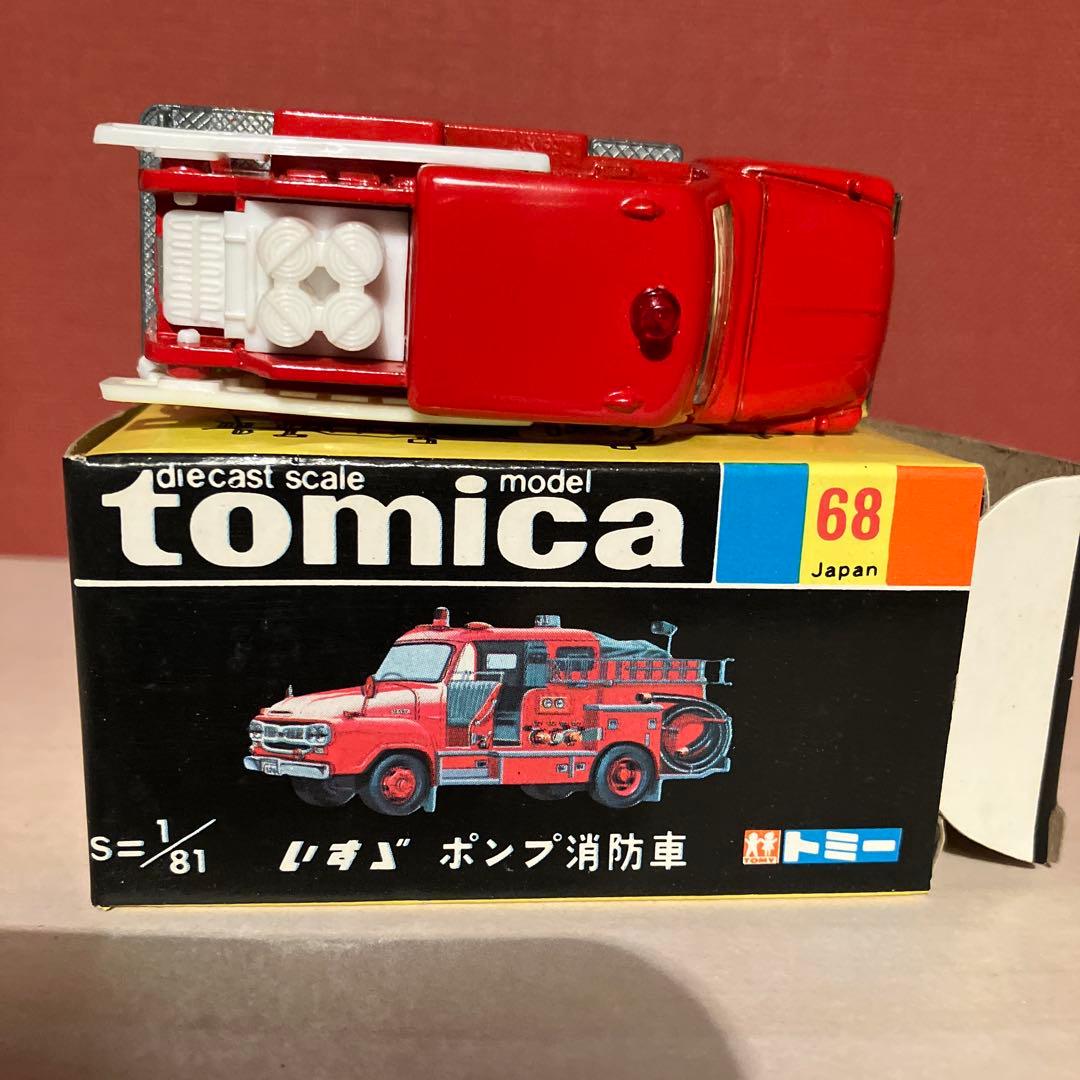 diecast scale model
tomica
68
Japan
S=1/81
いすゞ ポンプ消防車
TOMY
トミー